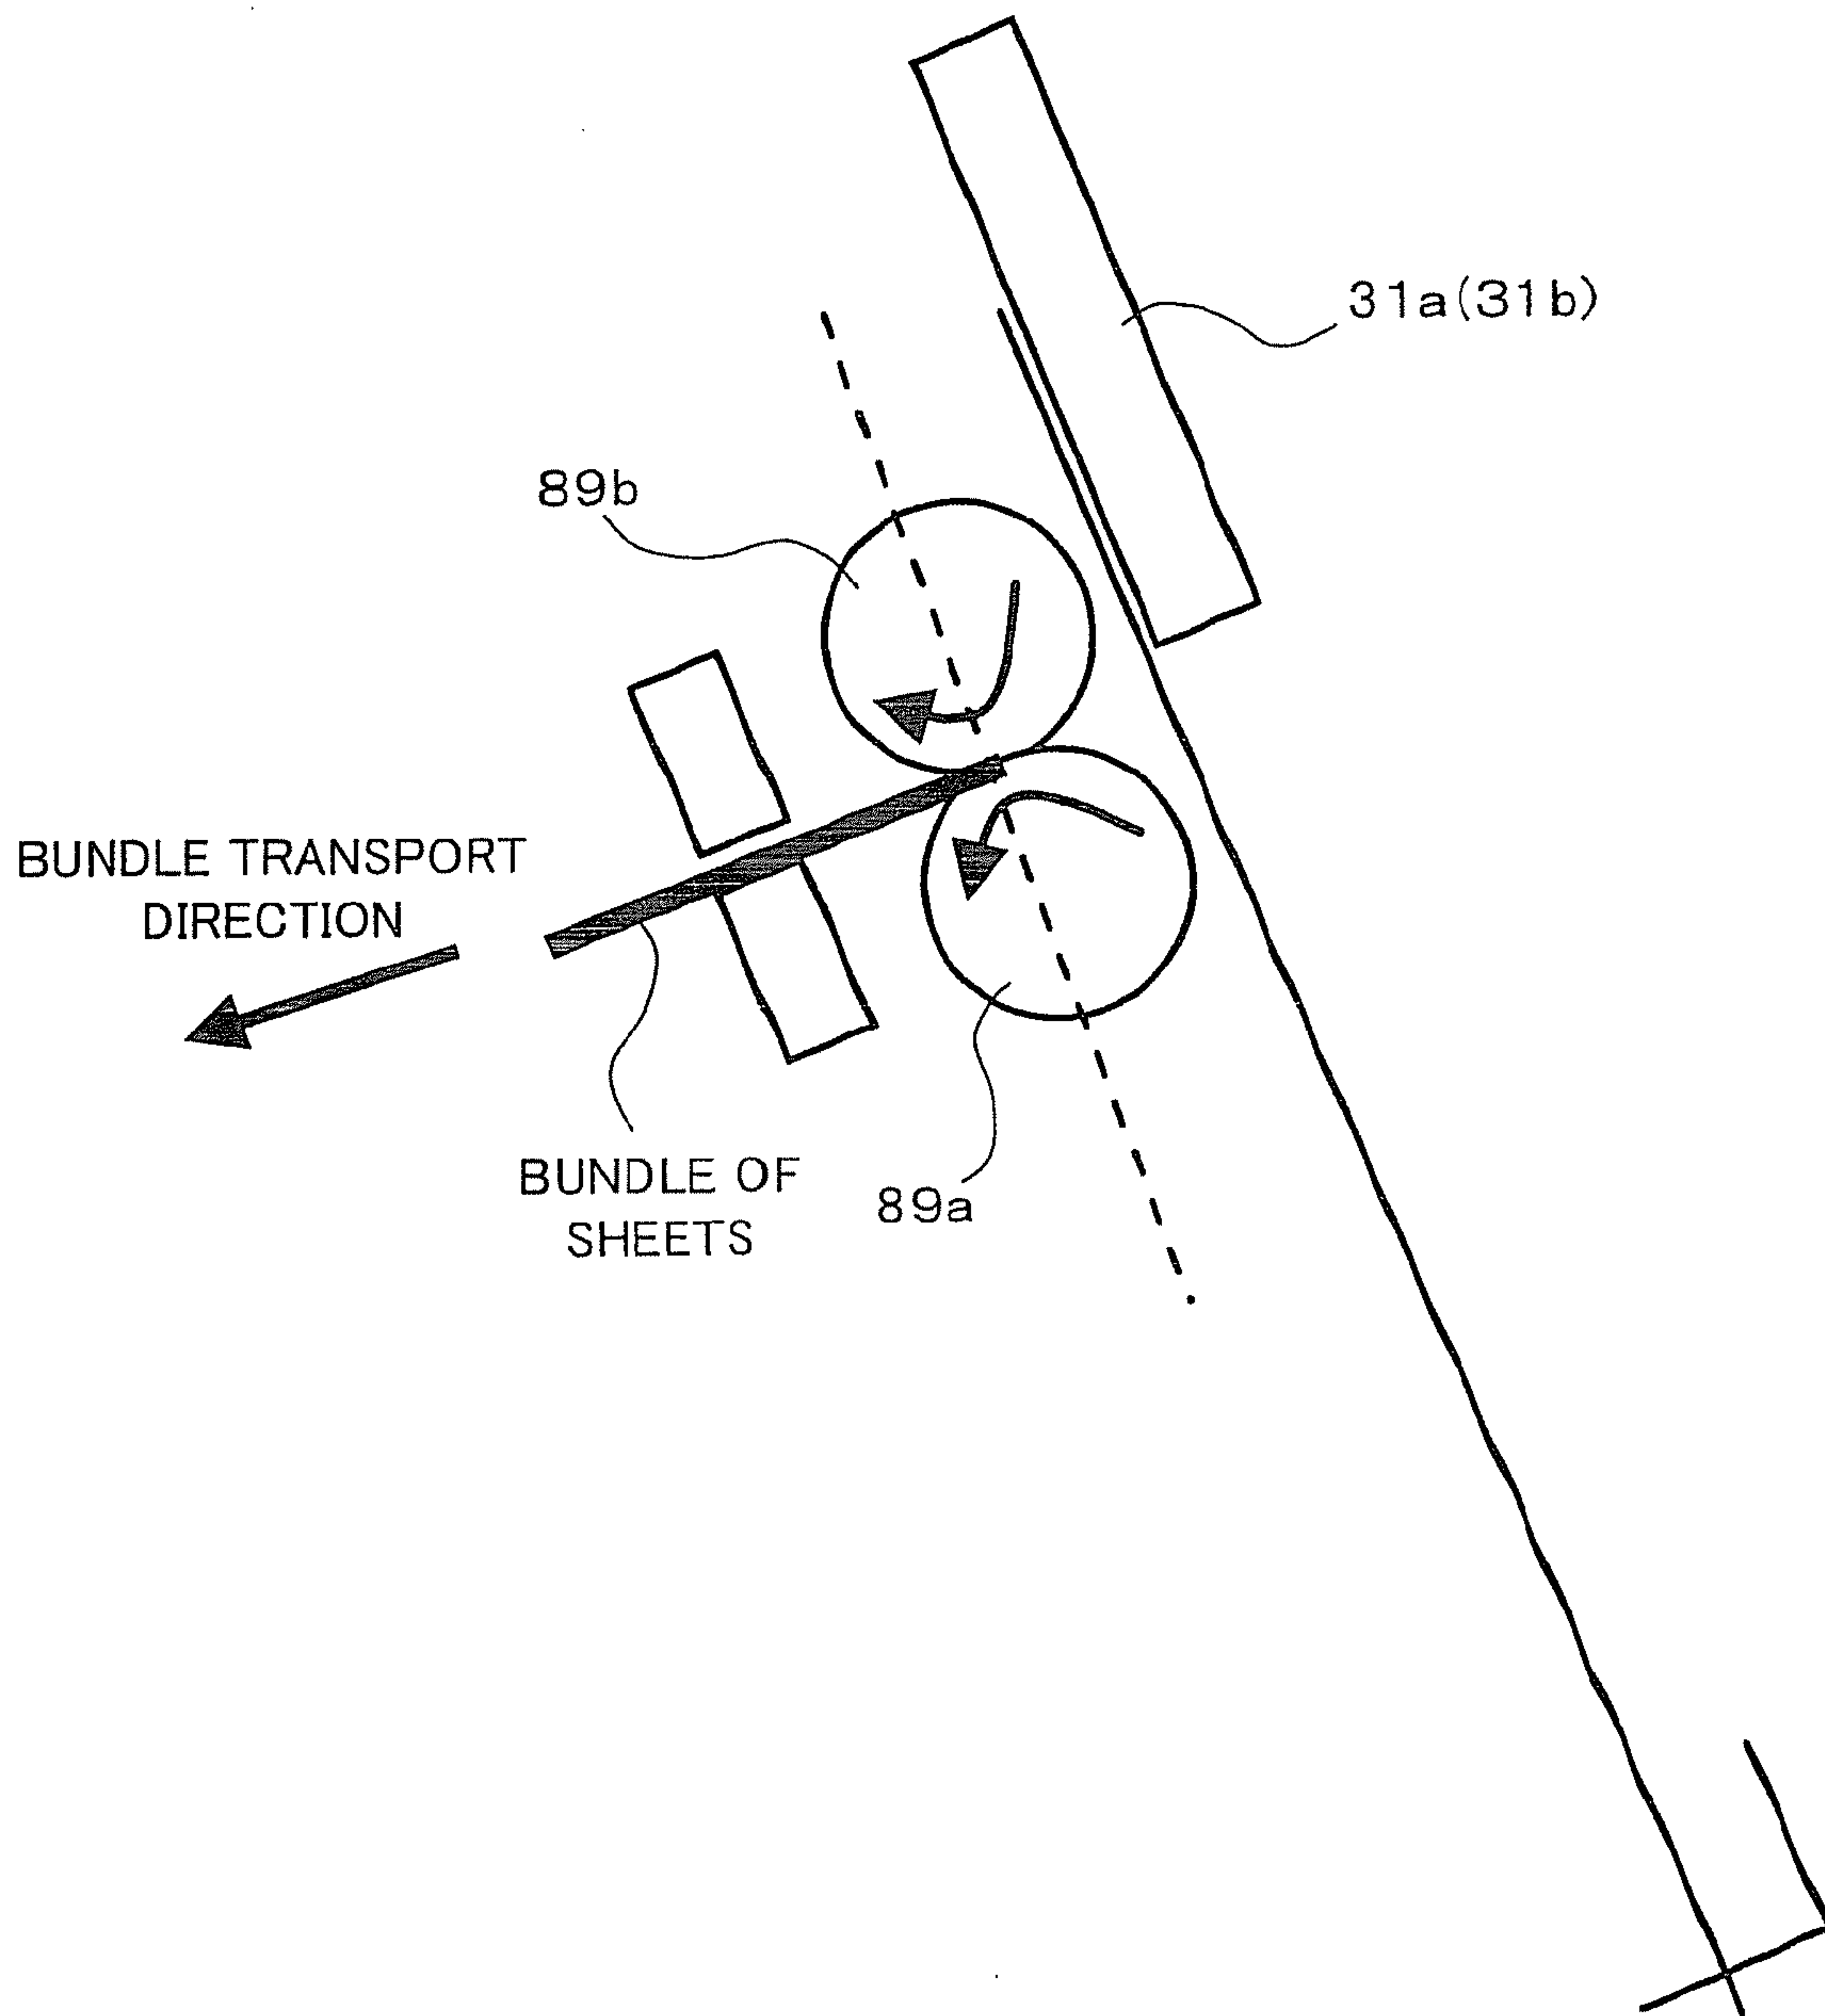 31a(31b)
89b
BUNDLE TRANSPORT
DIRECTION
BUNDLE OF
SHEETS
89a